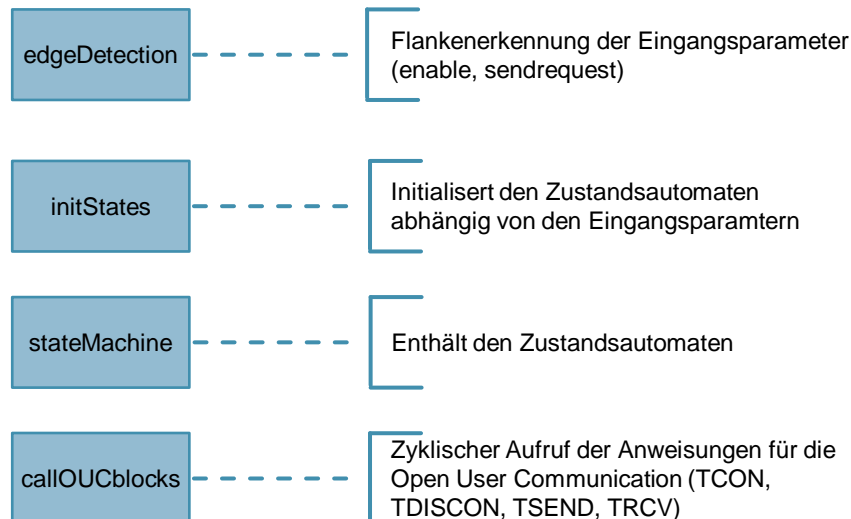 edgeDetection
Flankenerkennung der Eingangsparameter
(enable, sendrequest)
initStates
Initialisert den Zustandsautomaten
abhängig von den Eingangsparamtern
stateMachine
Enthält den Zustandsautomaten
callOUCblocks
Zyklischer Aufruf der Anweisungen für die
Open User Communication (TCON,
TDISCON, TSEND, TRCV)